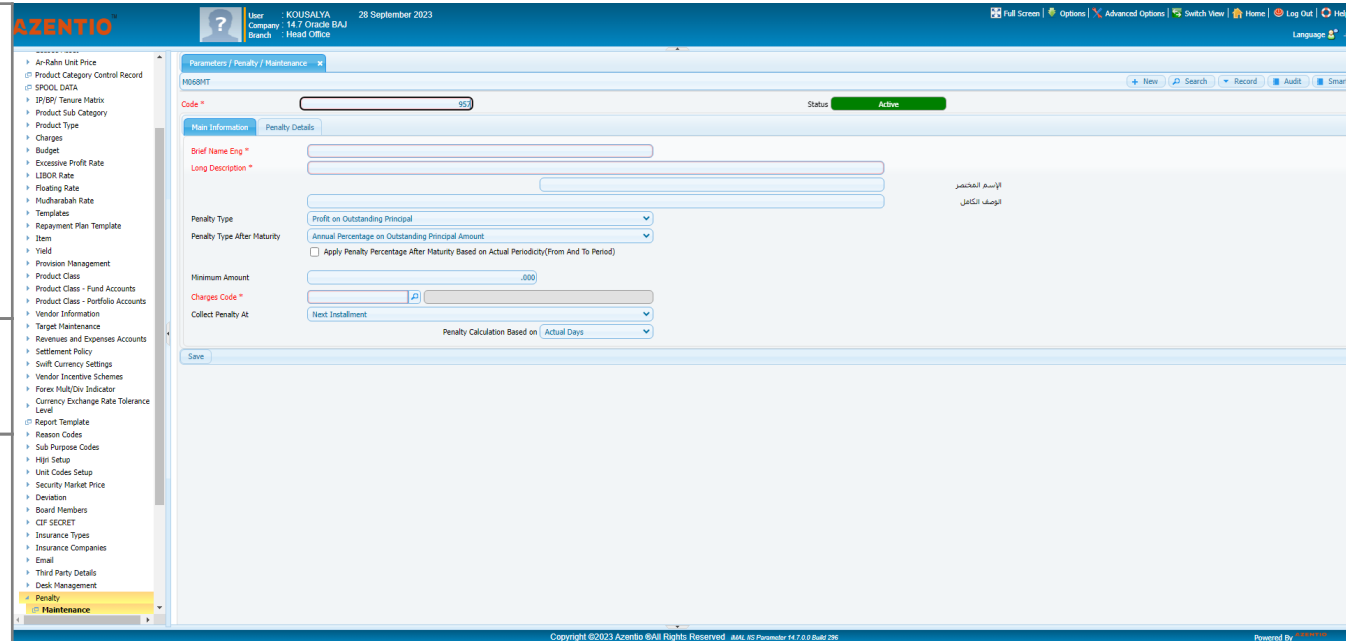 AZENTIO
User : KOUSALYA 28 September 2023
Company : 14.7 Oracle BAJ
Branch : Head Office
Full Screen | Options | Advanced Options | Switch View | Home | Log Out | Hel
Language
Ar-Rahn Unit Price
Product Category Control Record
SPOOL DATA
IP/BP/ Tenure Matrix
Product Sub Category
Product Type
Charges
Budget
Excessive Profit Rate
LIBOR Rate
Floating Rate
Mudharabah Rate
Templates
Repayment Plan Template
Item
Yield
Provision Management
Product Class
Product Class - Fund Accounts
Product Class - Portfolio Accounts
Vendor Information
Target Maintenance
Revenues and Expenses Accounts
Settlement Policy
Swift Currency Settings
Vendor Incentive Schemes
Forex Mult/Div Indicator
Currency Exchange Rate Tolerance
Level
Report Template
Reason Codes
Sub Purpose Codes
Hijri Setup
Unit Codes Setup
Security Market Price
Deviation
Board Members
CIF SECRET
Insurance Types
Insurance Companies
Email
Third Party Details
Desk Management
Penalty
Maintenance
Parameters / Penalty / Maintenance
M068MT
+ New Search Record Audit Smar
Code * 957 Status Active
Main Information Penalty Details
Brief Name Eng *
Long Description *
الإسم المختصر
الوصف الكامل
Penalty Type Profit on Outstanding Principal
Penalty Type After Maturity Annual Percentage on Outstanding Principal Amount
Apply Penalty Percentage After Maturity Based on Actual Periodicity(From And To Period)
Minimum Amount .000
Charges Code *
Collect Penalty At Next Installment
Penalty Calculation Based on Actual Days
Save
Copyright ©2023 Azentio ®All Rights Reserved iMAL IIS Parameter 14.7.0.0 Build 296
Powered By AZENTIO